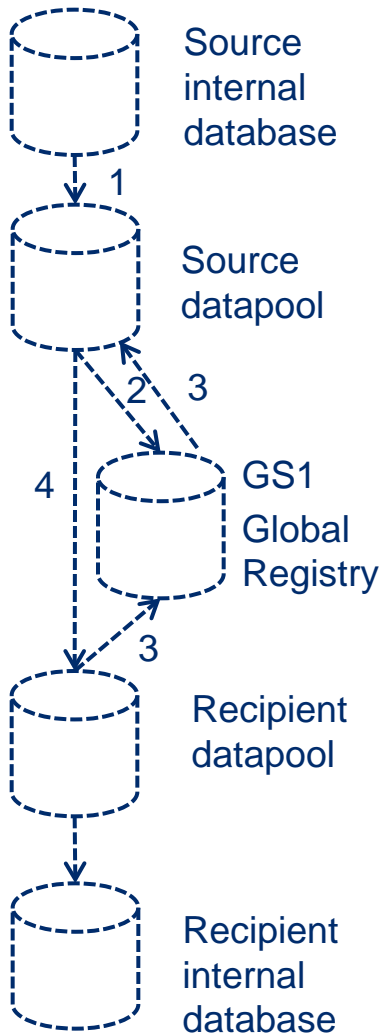 Source
internal
database
1
Source
datapool
2
3
4
GS1
Global
Registry
3
Recipient
datapool
Recipient
internal
database